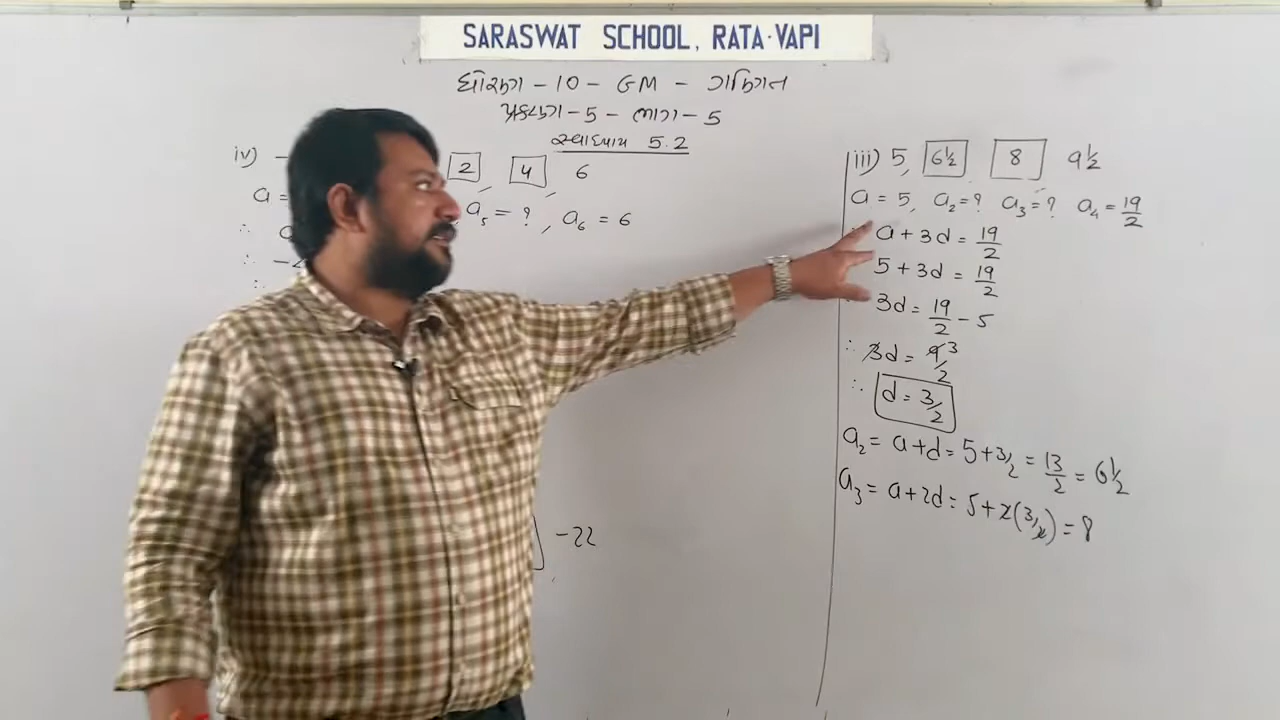 SARASWAT SCHOOL, RATA-VAPI
ધોરણ - 10 - GM - ગણિત
પ્રકરણ - 5 - ભાગ - 5
સ્વાધ્યાય 5.2
iv) - 2, 4, 6
a =
a₅ = ?, a₆ = 6
∴ a
∴ -4
∴
-22
iii) 5, 6½ 8 9½
a = 5, a₂ = ? a₃ = ? a₄ = 19/2
a + 3d = 19/2
5 + 3d = 19/2
3d = 19/2 - 5
∴ 3d = 9/2 3
∴ d = 3/2
a₂ = a + d = 5 + 3/2 = 13/2 = 6½
a₃ = a + 2d = 5 + 2(3/2) = 8